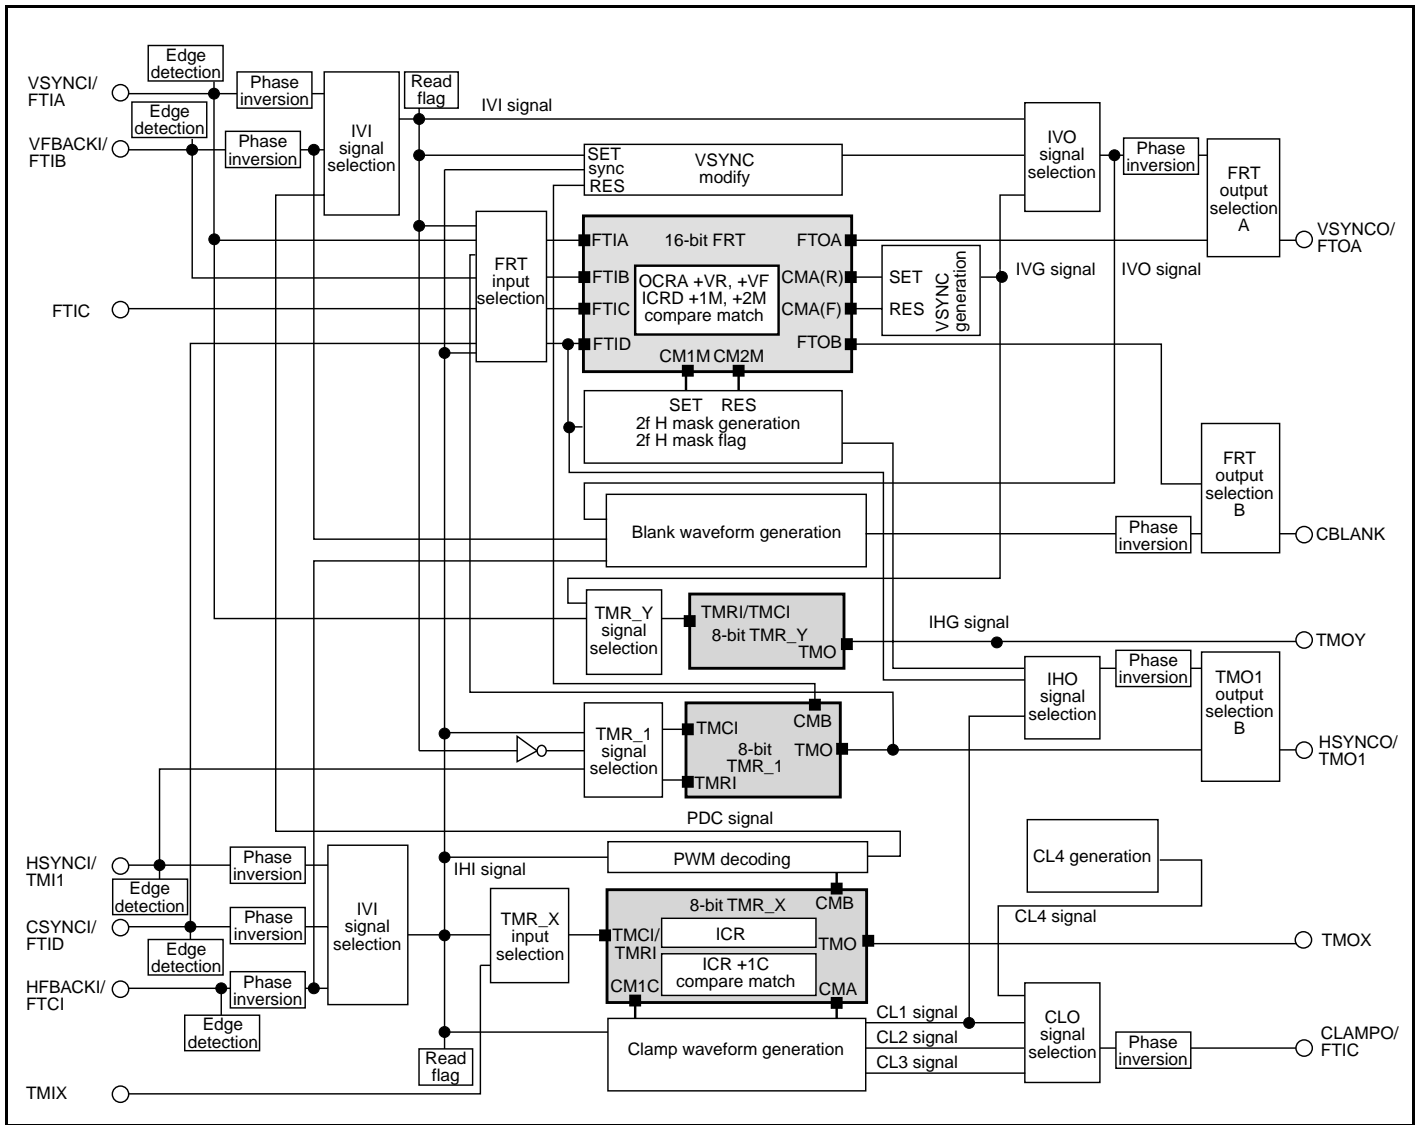 Edge
detection
VSYNCI/
FTIA
Phase
inversion
Edge
detection
VFBACKI/
FTIB
Phase
inversion
IVI
signal
selection
Read
flag
IVI signal
SET
sync
RES
VSYNC
modify
IVO
signal
selection
Phase
inversion
FRT
output
selection
A
VSYNCO/
FTOA
FRT
input
selection
FTIA
16-bit FRT
FTOA
FTIB
OCRA +VR, +VF
ICRD +1M, +2M
compare match
CMA(R)
FTIC
CMA(F)
FTID
FTOB
CM1M CM2M
SET
RES
VSYNC
generation
IVG signal
IVO signal
FTIC
SET RES
2f H mask generation
2f H mask flag
FRT
output
selection
B
Blank waveform generation
Phase
inversion
CBLANK
TMR_Y
signal
selection
TMRI/TMCI
8-bit TMR_Y
TMO
IHG signal
TMOY
IHO
signal
selection
Phase
inversion
TMO1
output
selection
B
HSYNCO/
TMO1
TMR_1
signal
selection
TMCI
CMB
8-bit
TMR_1
TMO
TMRI
PDC signal
PWM decoding
CL4 generation
CL4 signal
HSYNCI/
TMI1
Phase
inversion
Edge
detection
CSYNCI/
FTID
Phase
inversion
Edge
detection
HFBACKI/
FTCI
Phase
inversion
Edge
detection
IVI
signal
selection
IHI signal
TMR_X
input
selection
8-bit TMR_X
CMB
TMCI/
TMRI
ICR
TMO
ICR +1C
compare match
CM1C
CMA
TMOX
Clamp waveform generation
CL1 signal
CL2 signal
CL3 signal
CLO
signal
selection
Phase
inversion
CLAMPO/
FTIC
Read
flag
TMIX